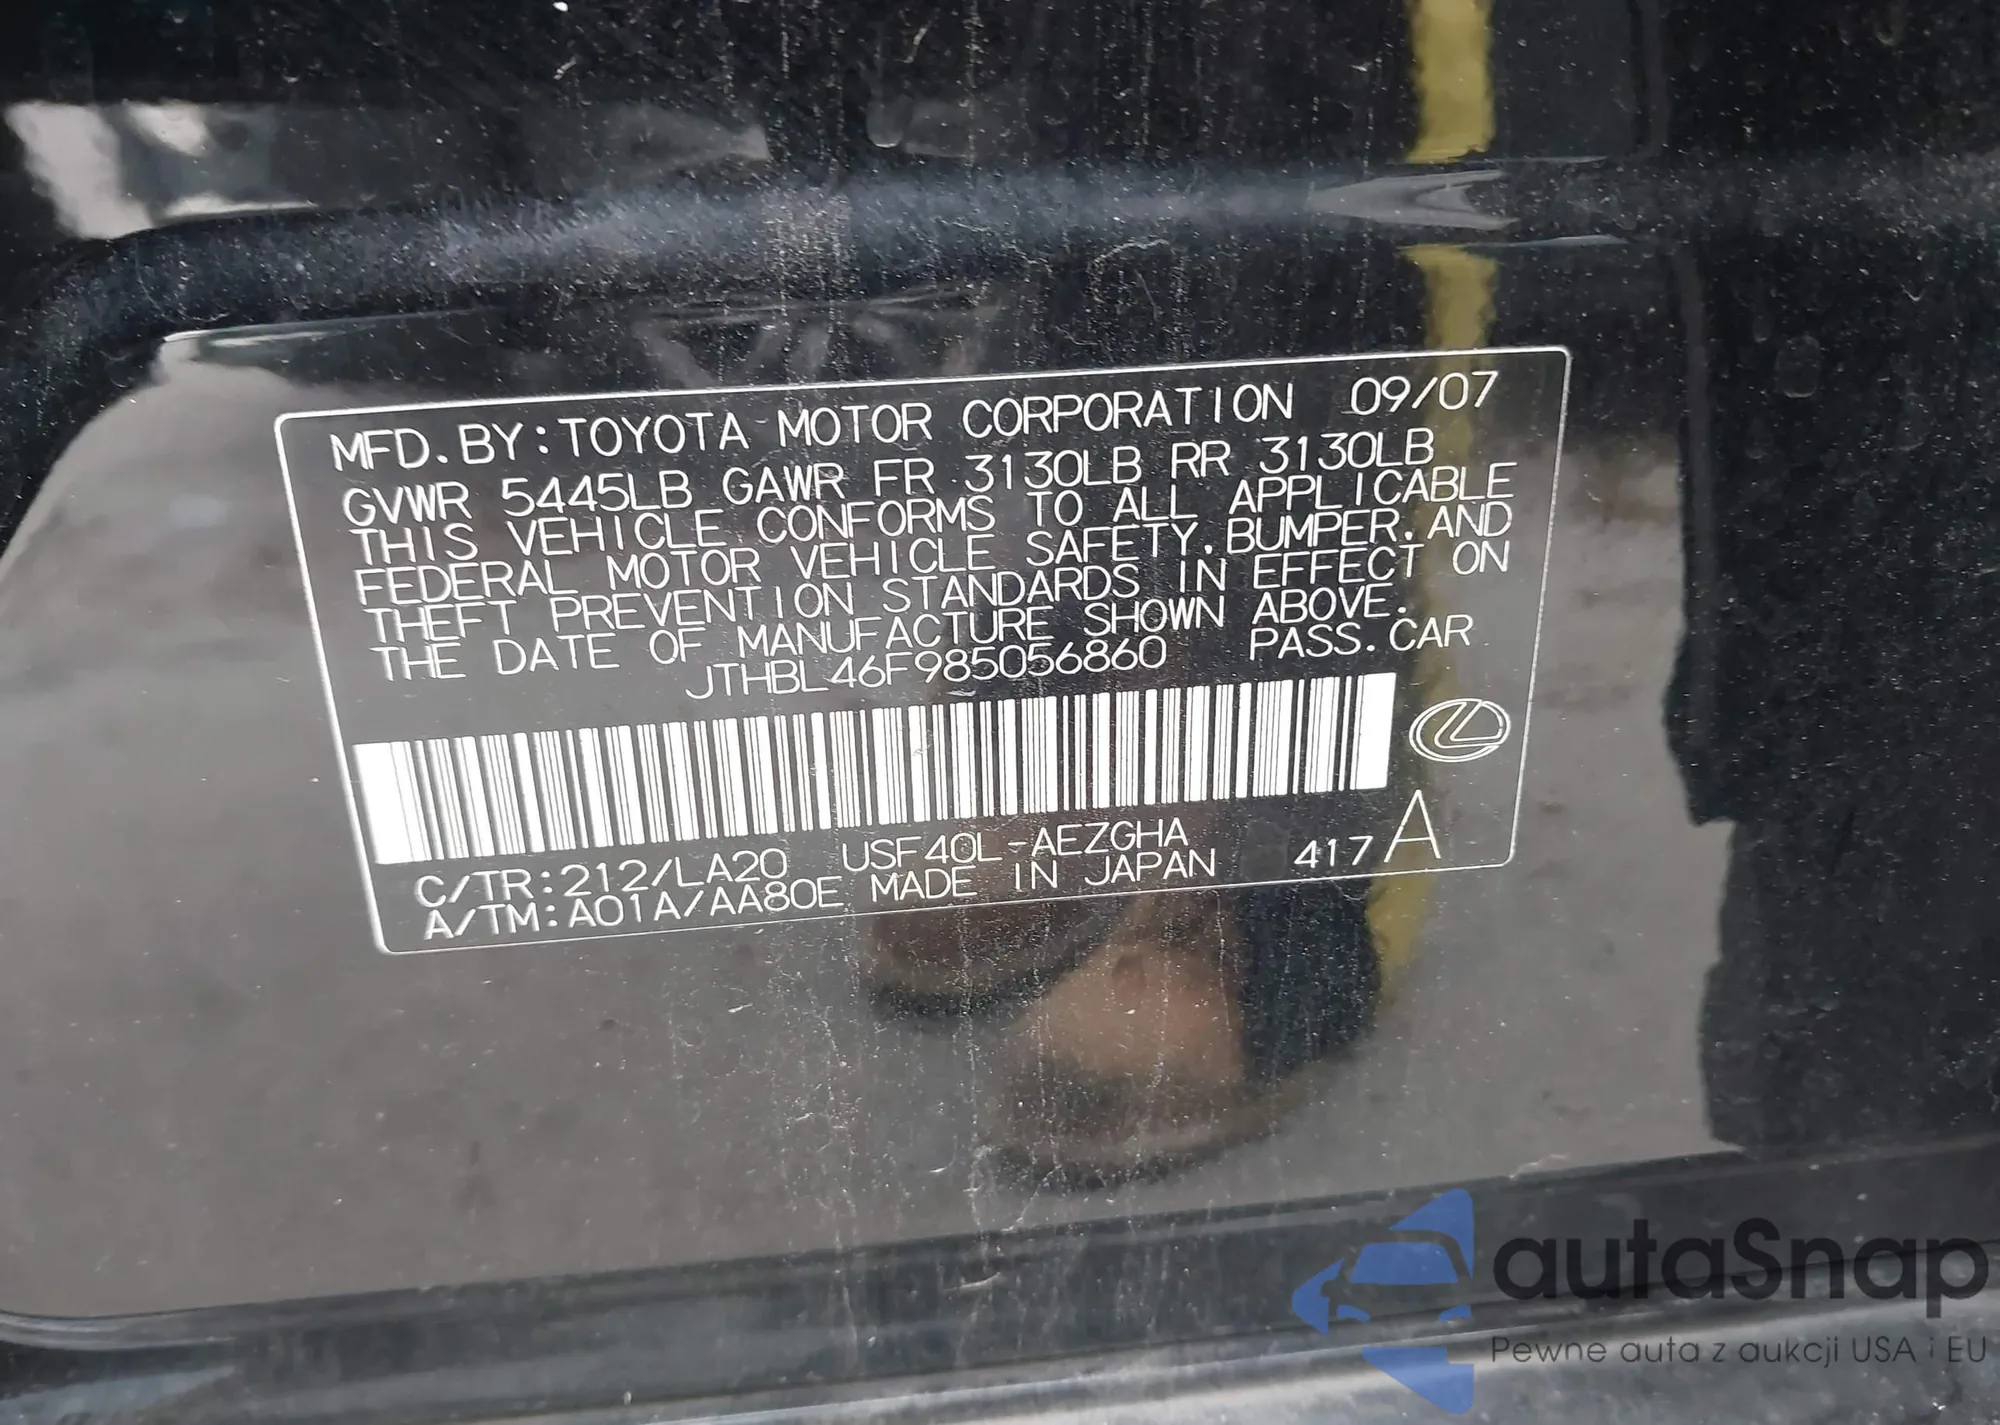 MFD. BY: TOYOTA MOTOR CORPORATION 09/07
GVWR 5445LB GAWR FR 3130LB RR 3130LB
THIS VEHICLE CONFORMS TO ALL APPLICABLE
FEDERAL MOTOR VEHICLE SAFETY, BUMPER, AND
THEFT PREVENTION STANDARDS IN EFFECT ON
THE DATE OF MANUFACTURE SHOWN ABOVE.
JTHBL46F985056860 PASS. CAR
C/TR: 212/LA20 USF40L-AEZGHA 417 A
A/TM: A01A/AA80E MADE IN JAPAN
autaSnap
Pewne auta z aukcji USA i EU